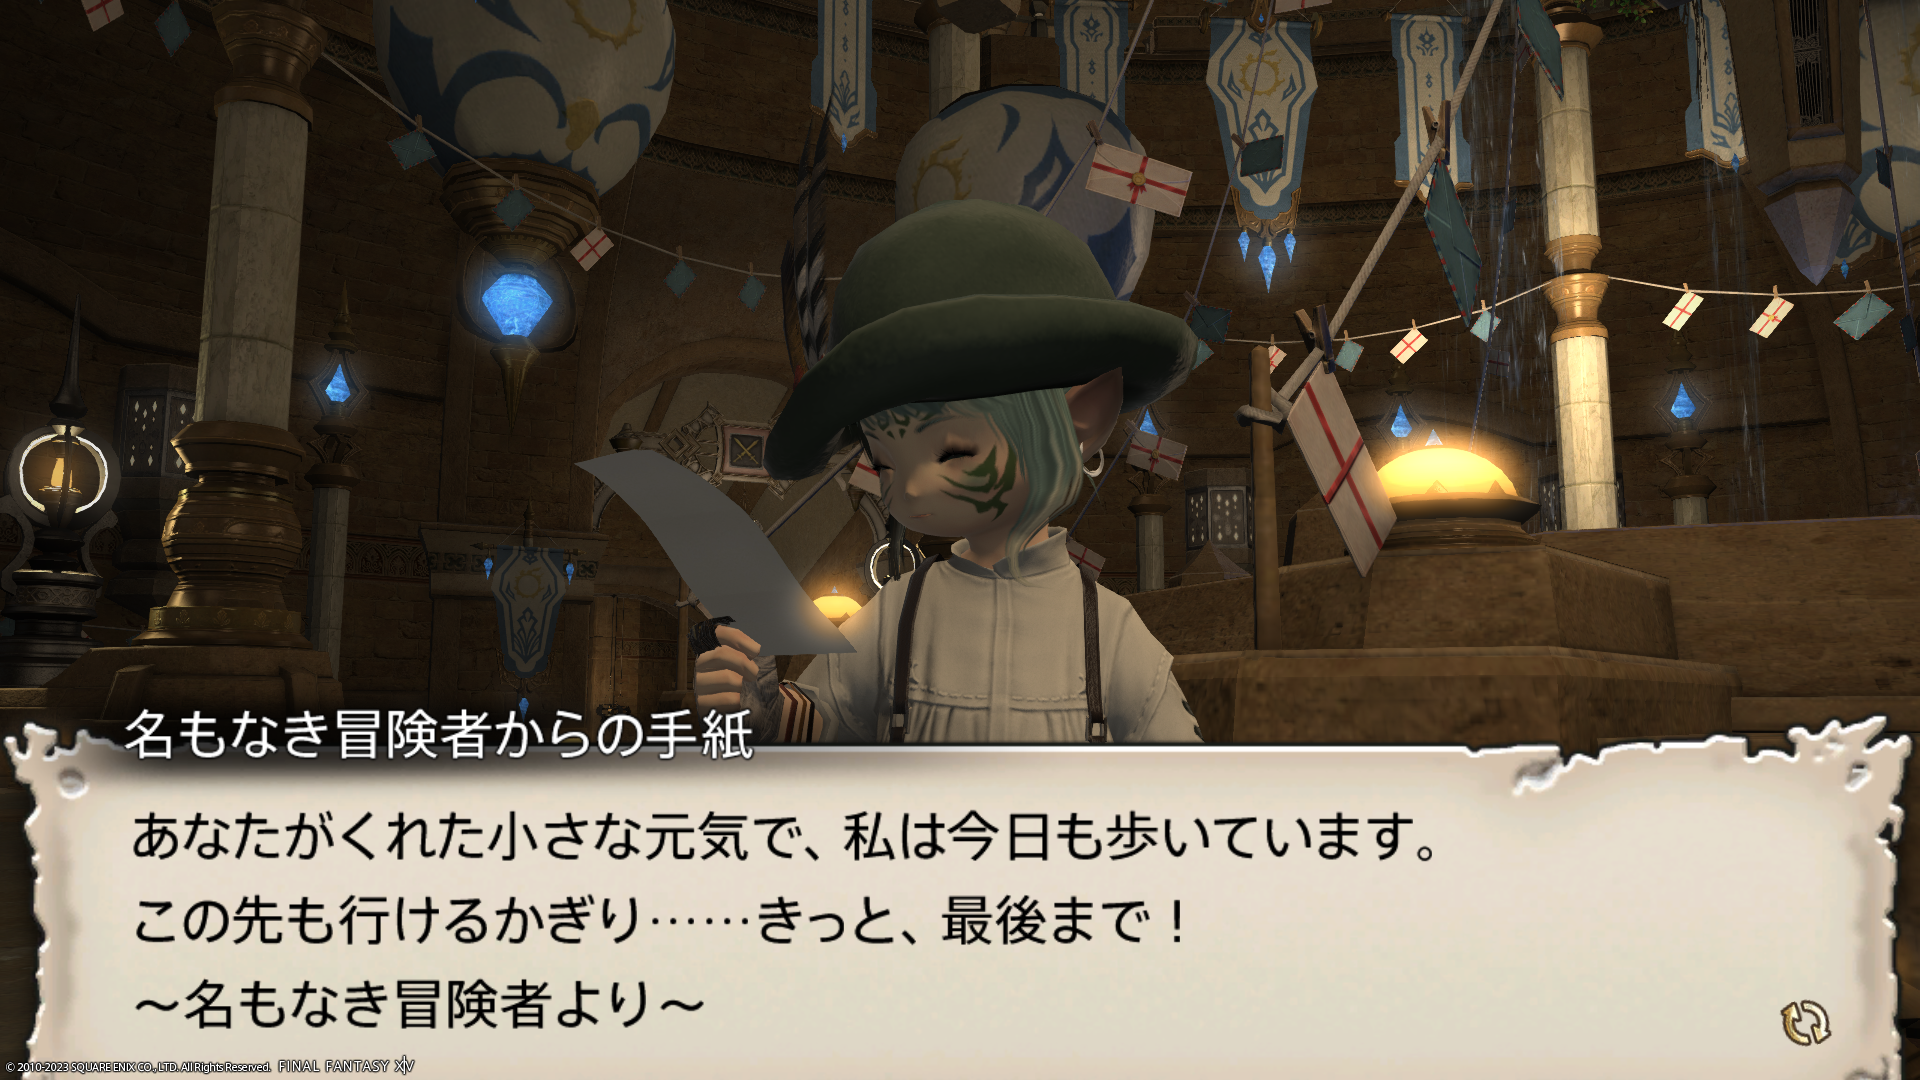 名もなき冒険者からの手紙
あなたがくれた小さな元気で、私は今日も歩いています。
この先も行けるかぎり……きっと、最後まで！
～名もなき冒険者より～
© 2010-2023 SQUARE ENIX CO., LTD. All Rights Reserved. FINAL FANTASY XIV